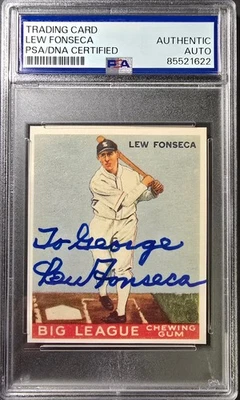 TRADING CARD
LEW FONSECA
PSA/DNA CERTIFIED
AUTHENTIC
AUTO
85521622
PSA
LEW FONSECA
To George
Lew Fonseca
BIG LEAGUE CHEWING GUM